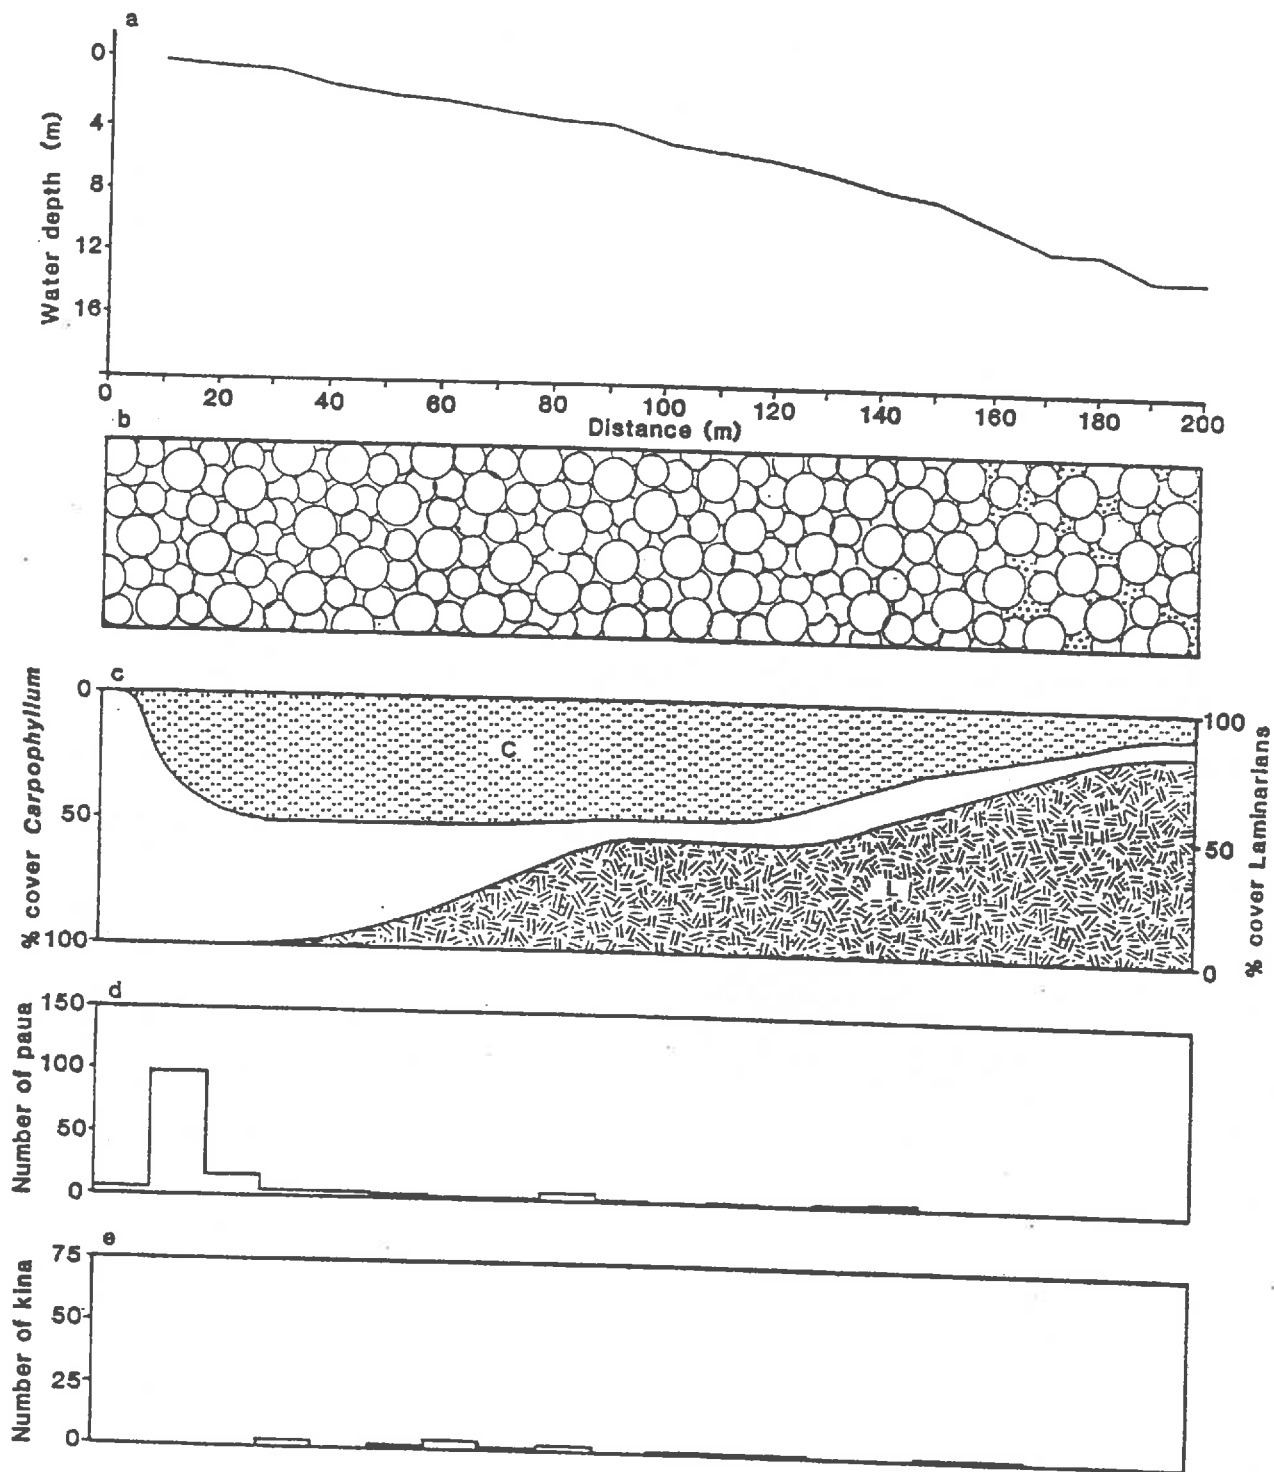 a
0
4
8
12
16
Water depth (m)
0 20 40 60 80 100 120 140 160 180 200
Distance (m)
b
c
0
50
100
% cover Carpophyllum
C
L
100
50
0
% cover Laminarians
d
150
100
50
0
Number of paua
e
75
50
25
0
Number of kina